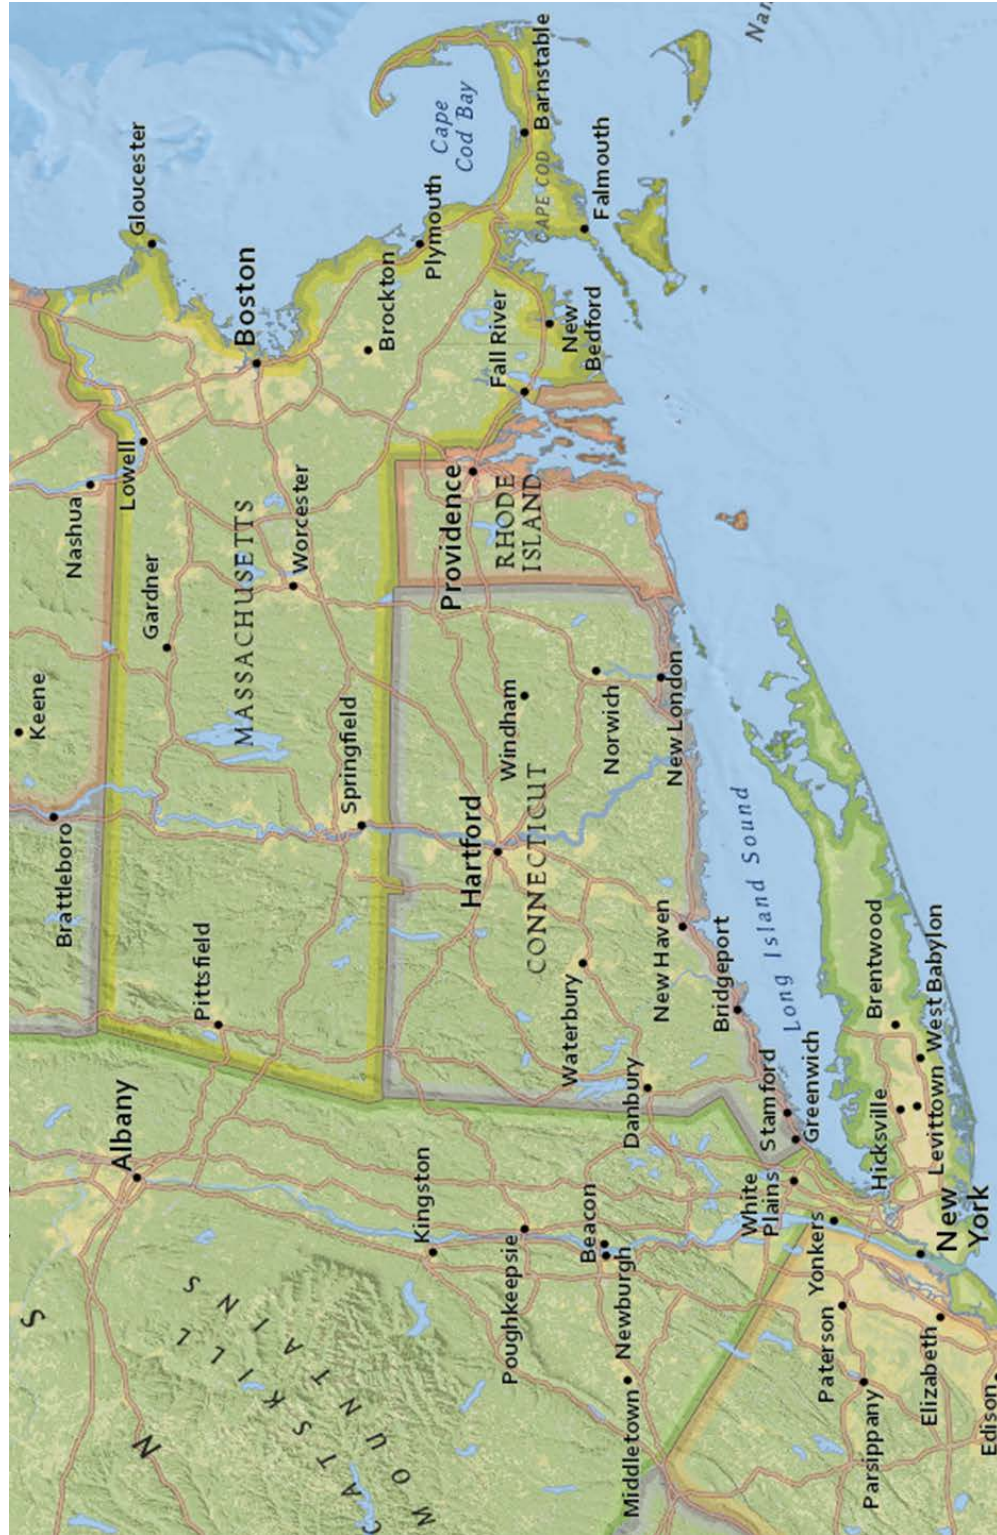 Keene
Nashua
Brattleboro
Lowell
Gloucester
Gardner
Albany
Pittsfield
MASSACHUSETTS
Worcester
Boston
Springfield
Brockton
Plymouth
Cape
Cod Bay
CAPE COD
Barnstable
Falmouth
Nan
Fall River
New
Bedford
Providence
RHODE
ISLAND
Hartford
Windham
CONNECTICUT
Norwich
New London
Waterbury
New Haven
Bridgeport
Danbury
Stamford
Greenwich
Long Island Sound
S
N
CATSKILL
MOUNTAINS
Kingston
Poughkeepsie
Beacon
Newburgh
Middletown
White
Plains
Yonkers
Paterson
Parsippany
Hicksville
Levittown
Brentwood
West Babylon
New
York
Elizabeth
Edison